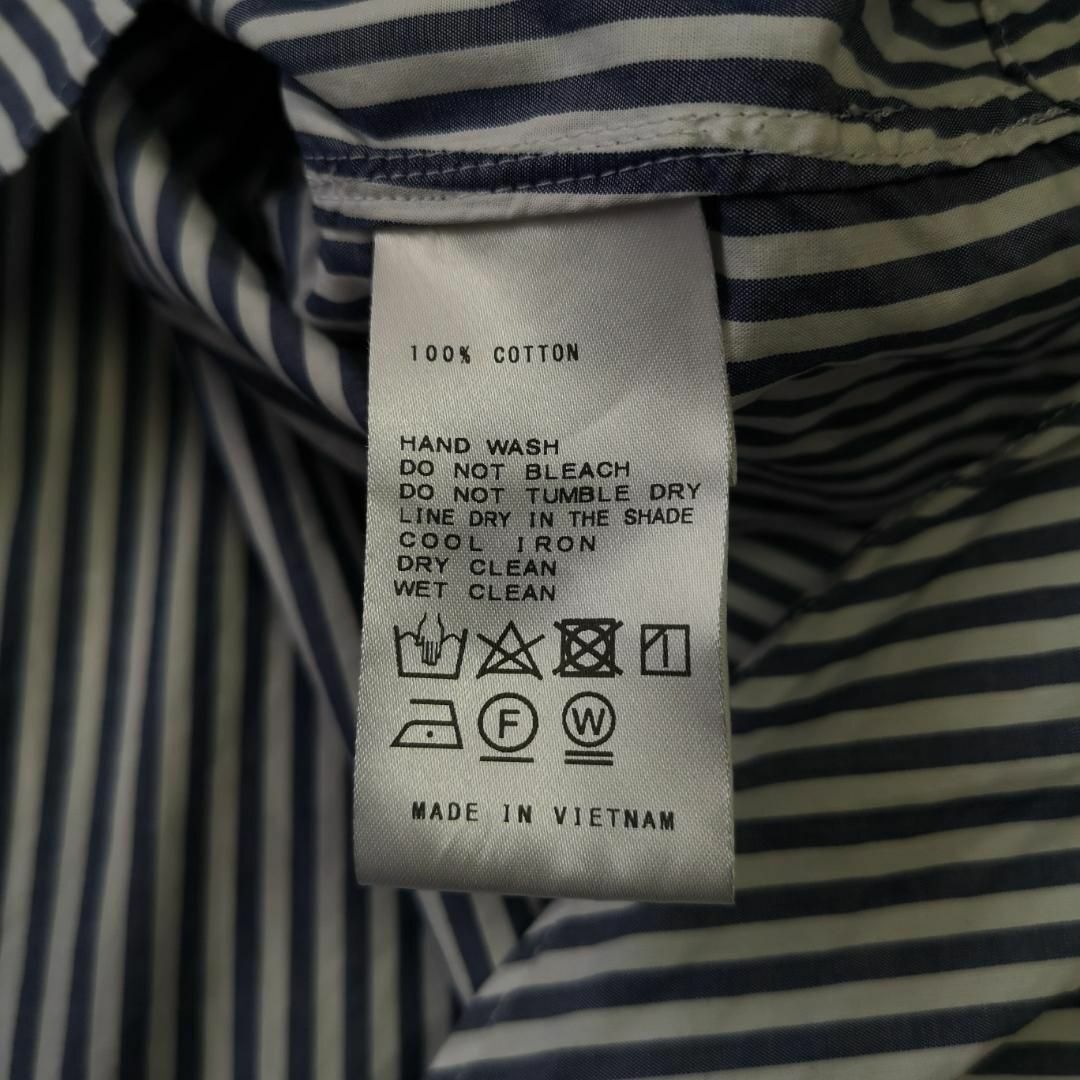 100% COTTON
HAND WASH
DO NOT BLEACH
DO NOT TUMBLE DRY
LINE DRY IN THE SHADE
COOL IRON
DRY CLEAN
WET CLEAN
F W
MADE IN VIETNAM